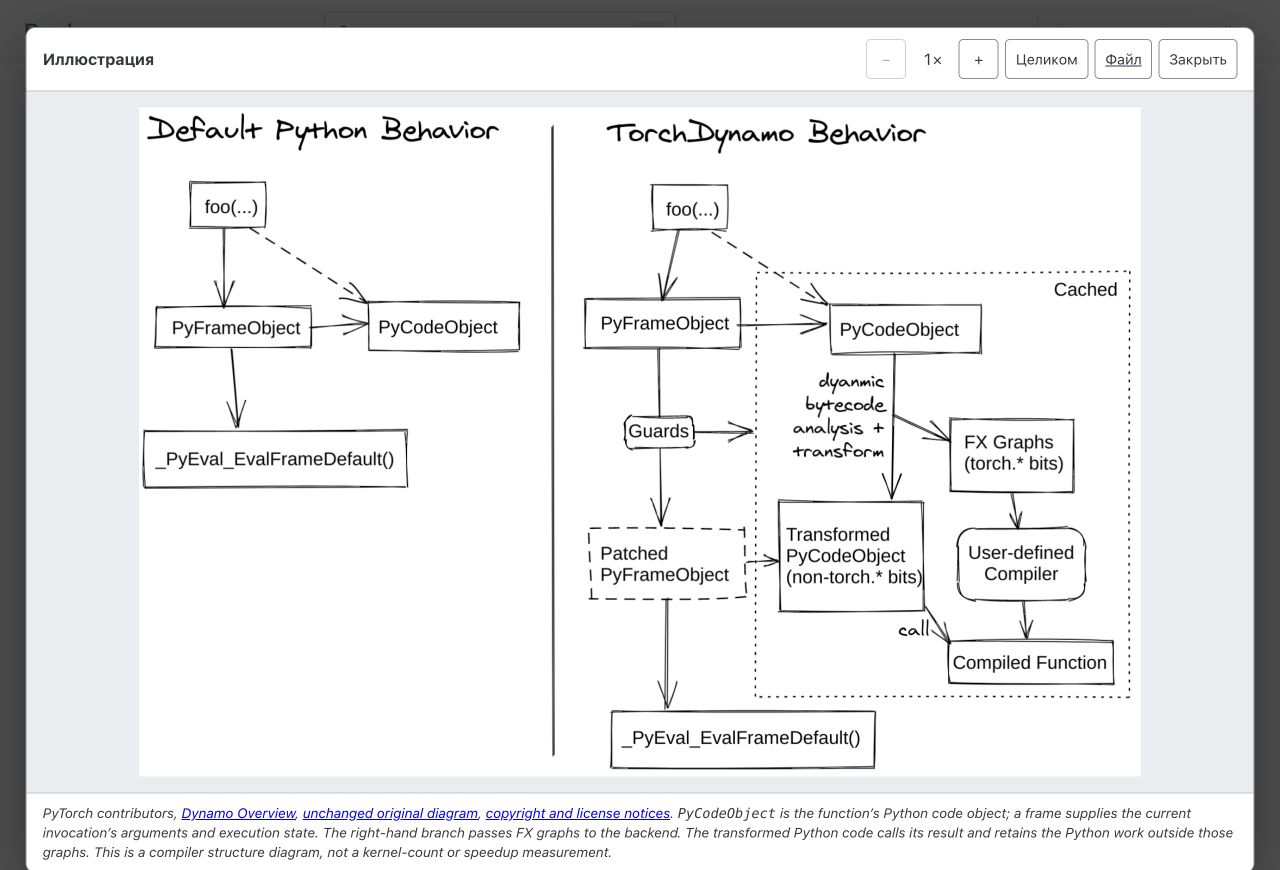 Иллюстрация
−
1×
+
Целиком
Файл
Закрыть
Default Python Behavior
foo(...)
PyFrameObject
PyCodeObject
_PyEval_EvalFrameDefault()
TorchDynamo Behavior
foo(...)
Cached
PyFrameObject
PyCodeObject
dyanmic
bytecode
analysis +
transform
Guards
FX Graphs
(torch.* bits)
Patched
PyFrameObject
Transformed
PyCodeObject
(non-torch.* bits)
User-defined
Compiler
call
Compiled Function
_PyEval_EvalFrameDefault()
PyTorch contributors, Dynamo Overview, unchanged original diagram, copyright and license notices. PyCodeObject is the function’s Python code object; a frame supplies the current
invocation’s arguments and execution state. The right-hand branch passes FX graphs to the backend. The transformed Python code calls its result and retains the Python work outside those
graphs. This is a compiler structure diagram, not a kernel-count or speedup measurement.